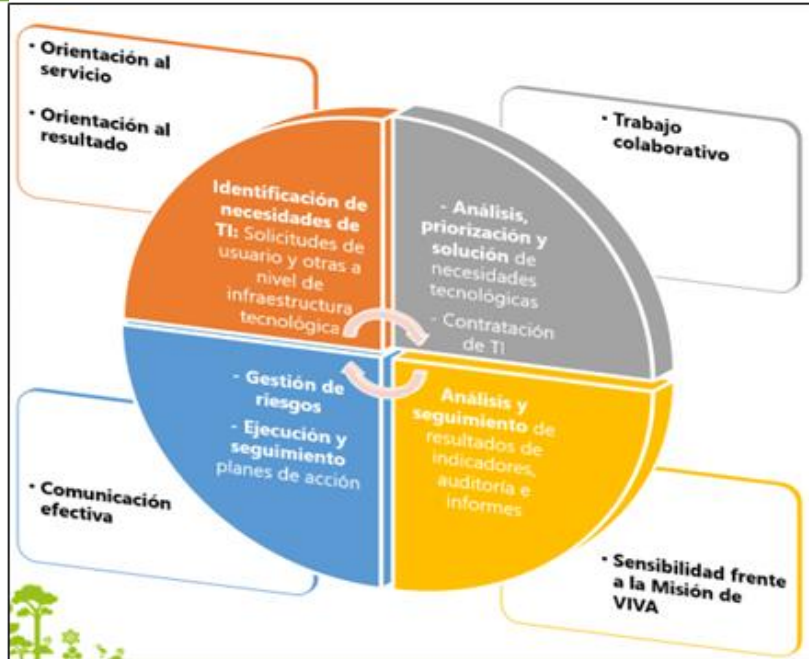 • Orientación al
servicio
• Orientación al
resultado
• Trabajo
colaborativo
Identificación de
necesidades de
TI: Solicitudes de
usuario y otras a
nivel de
infraestructura
tecnológica
- Análisis,
priorización y
solución de
necesidades
tecnológicas
- Contratación
de TI
- Gestión de
riesgos
- Ejecución y
seguimiento
planes de acción
Análisis y
seguimiento de
resultados de
indicadores,
auditoría e
informes
• Comunicación
efectiva
• Sensibilidad frente
a la Misión de
VIVA